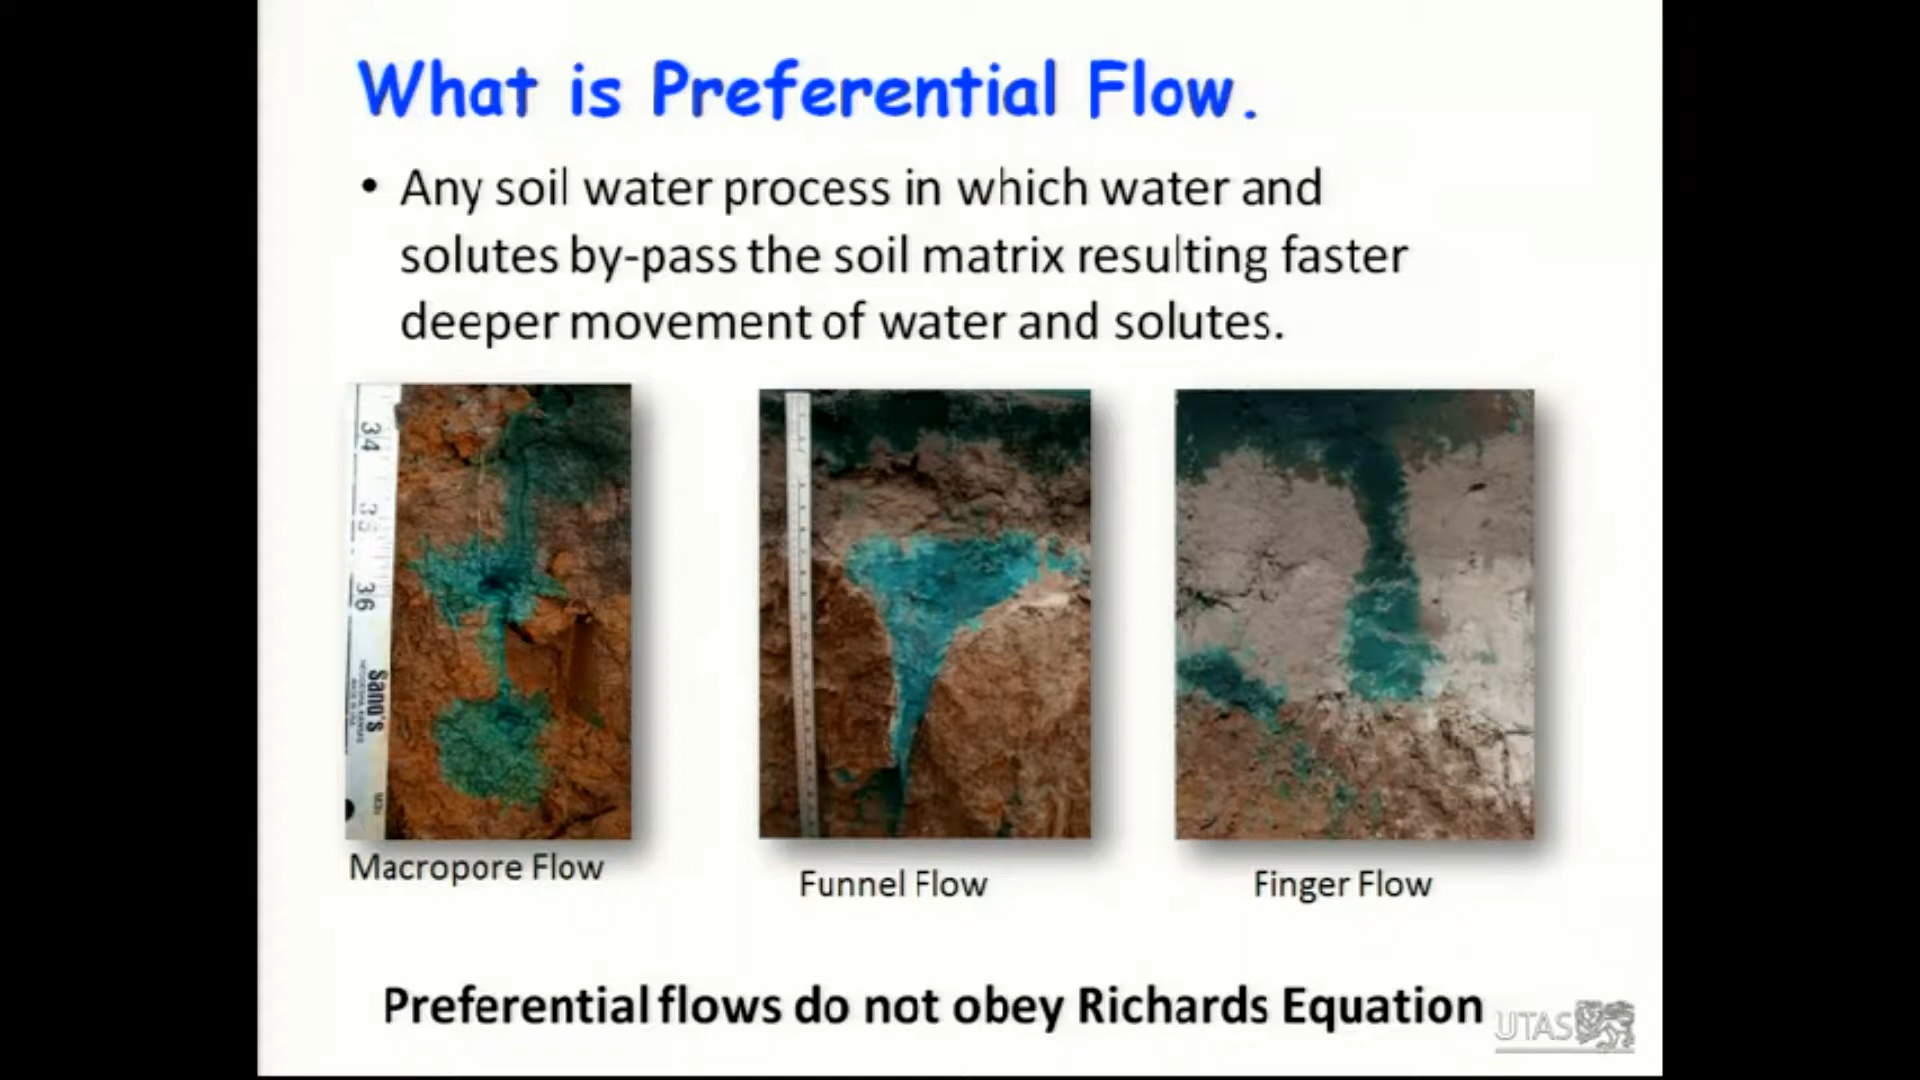 What is Preferential Flow.
• Any soil water process in which water and
solutes by-pass the soil matrix resulting faster
deeper movement of water and solutes.
34
35
36
Sand's
Macropore Flow
Funnel Flow
Finger Flow
Preferential flows do not obey Richards Equation
UTAS